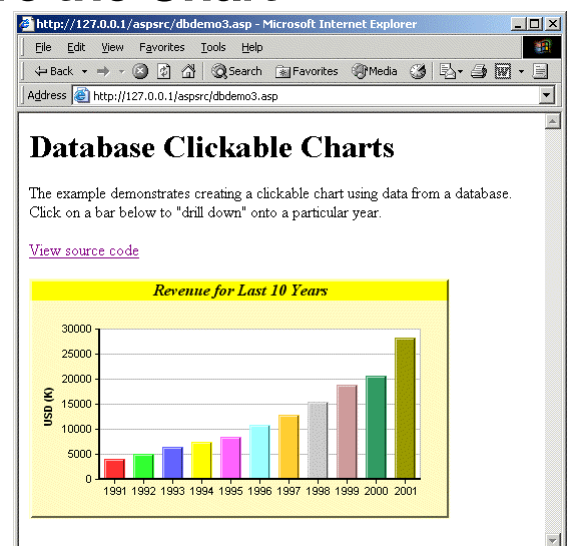 http://127.0.0.1/aspsrc/dbdemo3.asp - Microsoft Internet Explorer
File Edit View Favorites Tools Help
Back Search Favorites Media
Address http://127.0.0.1/aspsrc/dbdemo3.asp
Database Clickable Charts
The example demonstrates creating a clickable chart using data from a database.
Click on a bar below to "drill down" onto a particular year.
View source code
Revenue for Last 10 Years
USD (K)
30000
25000
20000
15000
10000
5000
0
1991 1992 1993 1994 1995 1996 1997 1998 1999 2000 2001